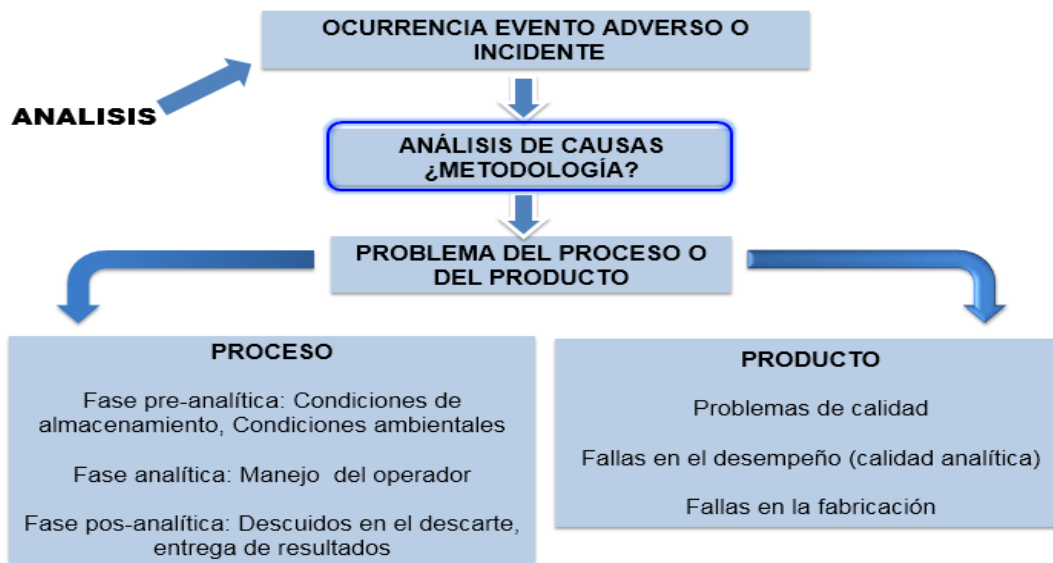 OCURRENCIA EVENTO ADVERSO O
INCIDENTE
ANALISIS
ANÁLISIS DE CAUSAS
¿METODOLOGÍA?
PROBLEMA DEL PROCESO O
DEL PRODUCTO
PROCESO
Fase pre-analítica: Condiciones de
almacenamiento, Condiciones ambientales
Fase analítica: Manejo del operador
Fase pos-analítica: Descuidos en el descarte,
entrega de resultados
PRODUCTO
Problemas de calidad
Fallas en el desempeño (calidad analítica)
Fallas en la fabricación